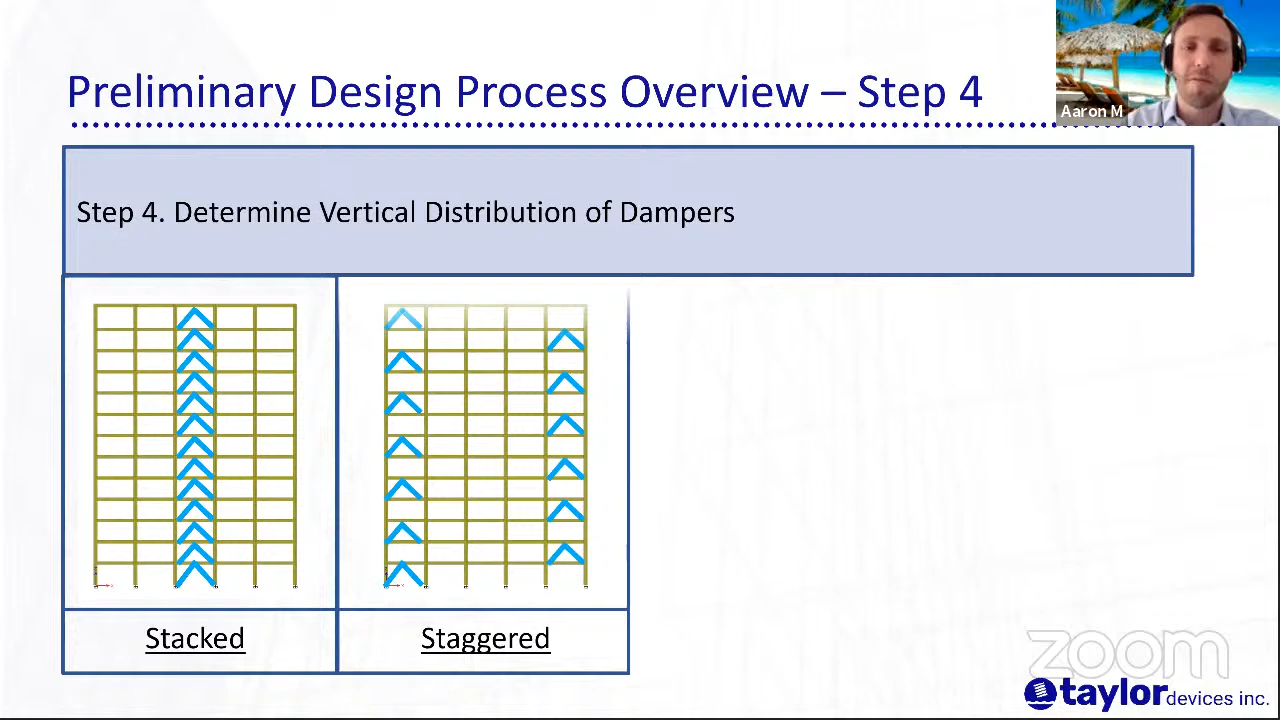 Preliminary Design Process Overview – Step 4
Aaron M
Step 4. Determine Vertical Distribution of Dampers
Stacked
Staggered
zoom
taylor devices inc.